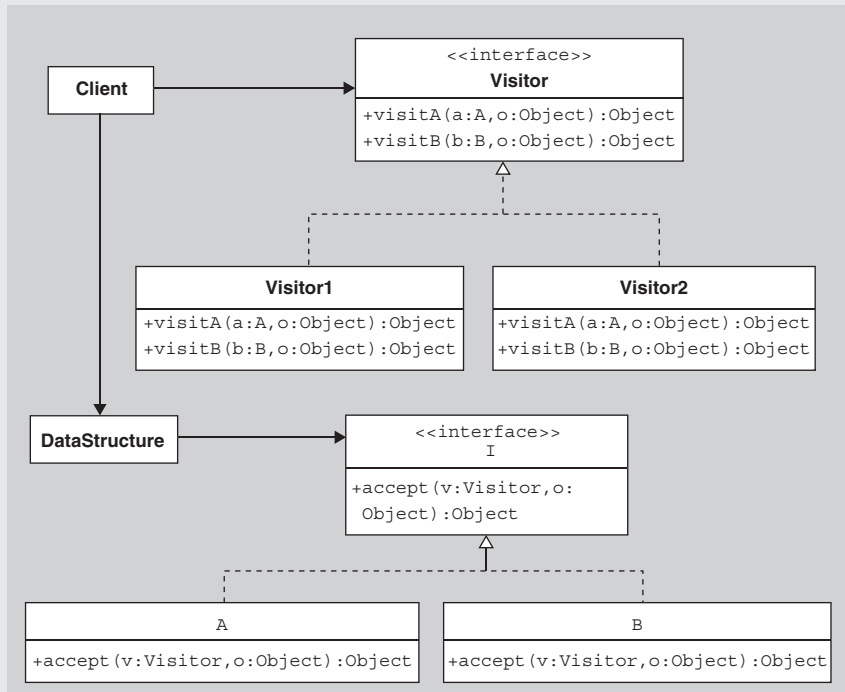 <<interface>>
Client
Visitor
+visitA(a:A,o:Object):Object
+visitB(b:B,o:Object):Object
Visitor1
+visitA(a:A,o:Object):Object
+visitB(b:B,o:Object):Object
Visitor2
+visitA(a:A,o:Object):Object
+visitB(b:B,o:Object):Object
DataStructure
<<interface>>
I
+accept(v:Visitor,o:
Object):Object
A
+accept(v:Visitor,o:Object):Object
B
+accept(v:Visitor,o:Object):Object